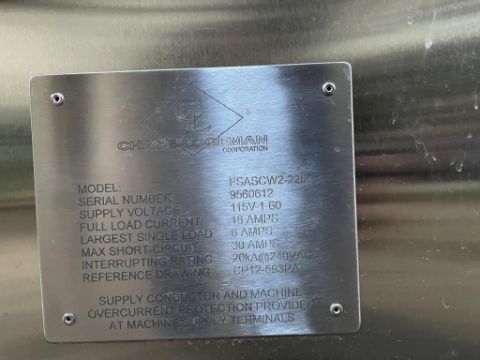 CL
CHASE-LOGEMAN
CORPORATION
MODEL: FSASCW2-220
SERIAL NUMBER: 9560612
SUPPLY VOLTAGE: 115V-1-60
FULL LOAD CURRENT: 18 AMPS
LARGEST SINGLE LOAD 6 AMPS
MAX SHORT-CIRCUIT 30 AMPS
INTERRUPTING RATING: 20kA@240VAC
REFERENCE DRAWING: CP12-593PA
SUPPLY CONDUCTOR AND MACHINE
OVERCURRENT PROTECTION PROVIDED
AT MACHINE SUPPLY TERMINALS